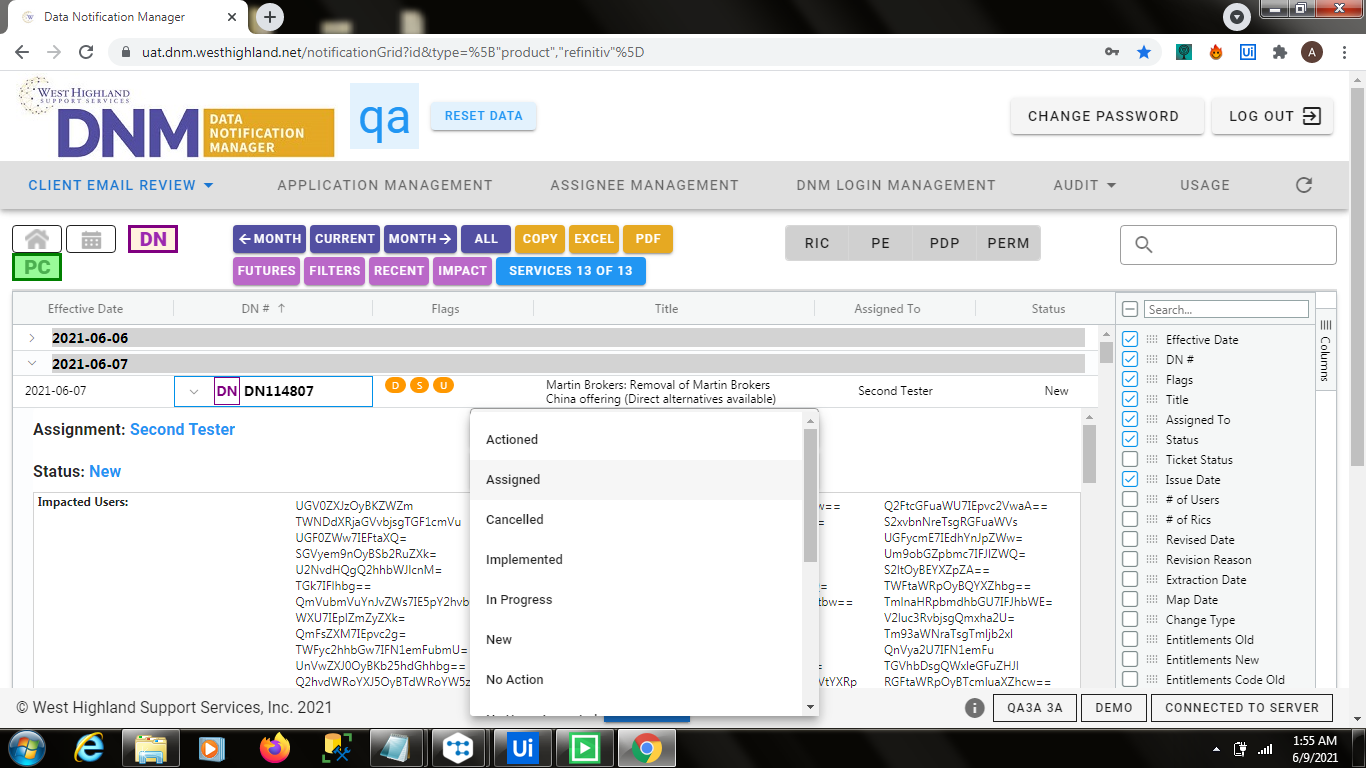 Data Notification Manager
uat.dnm.westhighland.net/notificationGrid?id&type=%5B"product","refinitiv"%5D
A
WEST HIGHLAND
SUPPORT SERVICES
DNM DATA NOTIFICATION MANAGER
qa
RESET DATA
CHANGE PASSWORD
LOG OUT
CLIENT EMAIL REVIEW
APPLICATION MANAGEMENT
ASSIGNEE MANAGEMENT
DNM LOGIN MANAGEMENT
AUDIT
USAGE
DN
PC
MONTH
CURRENT
MONTH
ALL
COPY
EXCEL
PDF
FUTURES
FILTERS
RECENT
IMPACT
SERVICES 13 OF 13
RIC
PE
PDP
PERM
Effective Date
DN #
Flags
Title
Assigned To
Status
2021-06-06
2021-06-07
2021-06-07
DN DN114807
D S U
Martin Brokers: Removal of Martin Brokers
China offering (Direct alternatives available)
Second Tester
New
Assignment: Second Tester
Status: New
Impacted Users:
UGV0ZXJzOyBKZWZm
TWNDdXRjaGVvbjsgTGF1cmVu
UGF0ZWw7IEFtaXQ=
SGVyem9nOyBSb2RuZXk=
U2NvdHQgQ2hhbWJlcnM=
TGk7IFlhbg==
QmVubmVuYnJvZWs7IE5pY2hvb
WXU7IEplZmZyZXk=
QmFsZXM7IEpvc2g=
TWFyc2hhbGw7IFN1emFubmU=
UnVwZXJ0OyBKb25hdGhhbg==
Q2hvdWRoYXJ5OyBTdWRoYW5z
w==
=
tbw==
=
VtYXRp
Q2FtcGFuaWU7IEpvc2VwaA==
S2xvbnNreTsgRGFuaWVs
UGFycmE7IEdhYnJpZWw=
Um9obGZpbmc7IFJlZWQ=
S2ltOyBEYXZpZA==
TWFtaWRpOyBQYXZhbg==
TmlnaHRpbmdhbGU7IFJhbWE=
V2luc3RvbjsgQmxha2U=
Tm93aWNraTsgTmljb2xl
QnVya2U7IFN1emFu
TGVhbDsgQWxleGFuZHJl
RGFtaWRpOyBTcmluaXZhcw==
Actioned
Assigned
Cancelled
Implemented
In Progress
New
No Action
Search...
Columns
Effective Date
DN #
Flags
Title
Assigned To
Status
Ticket Status
Issue Date
# of Users
# of Rics
Revised Date
Revision Reason
Extraction Date
Map Date
Change Type
Entitlements Old
Entitlements New
Entitlements Code Old
© West Highland Support Services, Inc. 2021
QA3A 3A
DEMO
CONNECTED TO SERVER
Ui
1:55 AM
6/9/2021